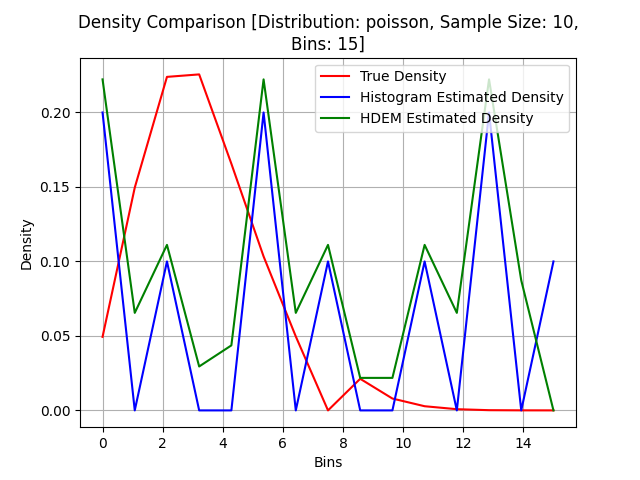 Density Comparison [Distribution: poisson, Sample Size: 10,
Bins: 15]
True Density
Histogram Estimated Density
HDEM Estimated Density
Density
0.20
0.15
0.10
0.05
0.00
0 2 4 6 8 10 12 14
Bins